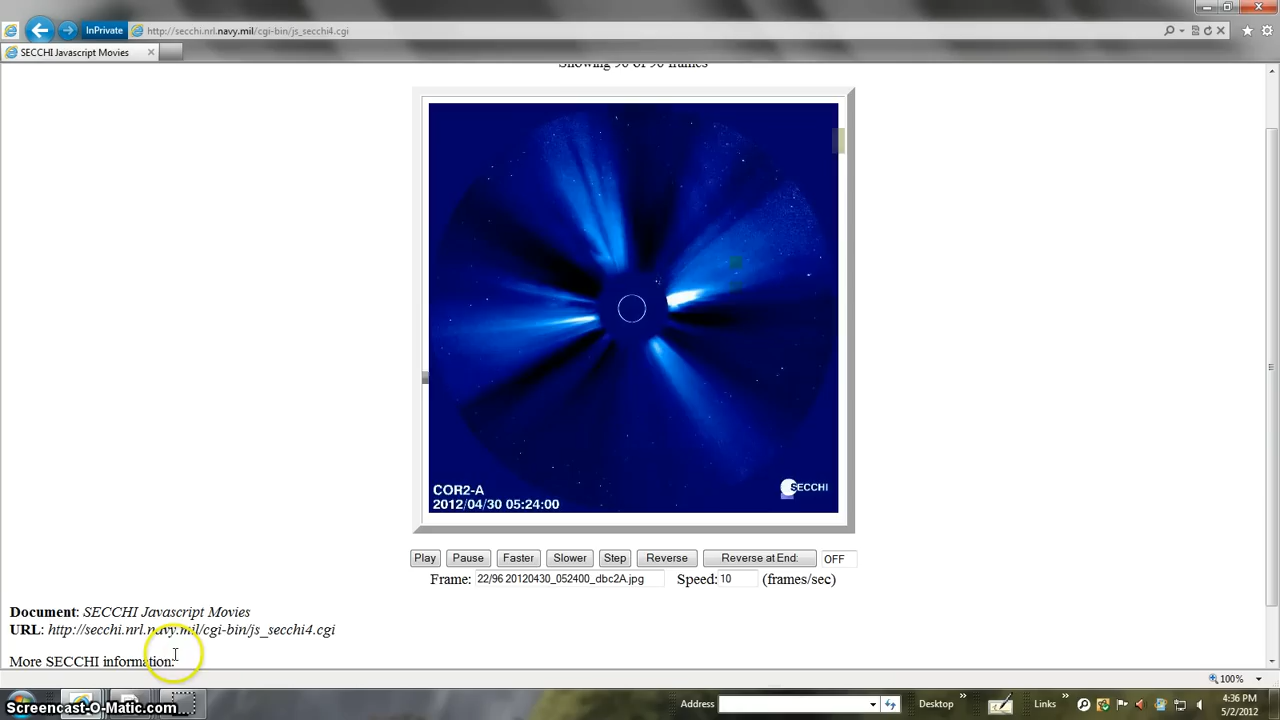 InPrivate
http://secchi.nrl.navy.mil/cgi-bin/js_secchi4.cgi
SECCHI Javascript Movies
frames
COR2-A
2012/04/30 05:24:00
SECCHI
Play Pause Faster Slower Step Reverse Reverse at End: OFF
Frame: 22/96 20120430_052400_dbc2A.jpg Speed: 10 (frames/sec)
Document: SECCHI Javascript Movies
URL: http://secchi.nrl.navy.mil/cgi-bin/js_secchi4.cgi
More SECCHI information:
100%
Screencast-O-Matic.com
Address
Desktop
Links
4:36 PM
5/2/2012